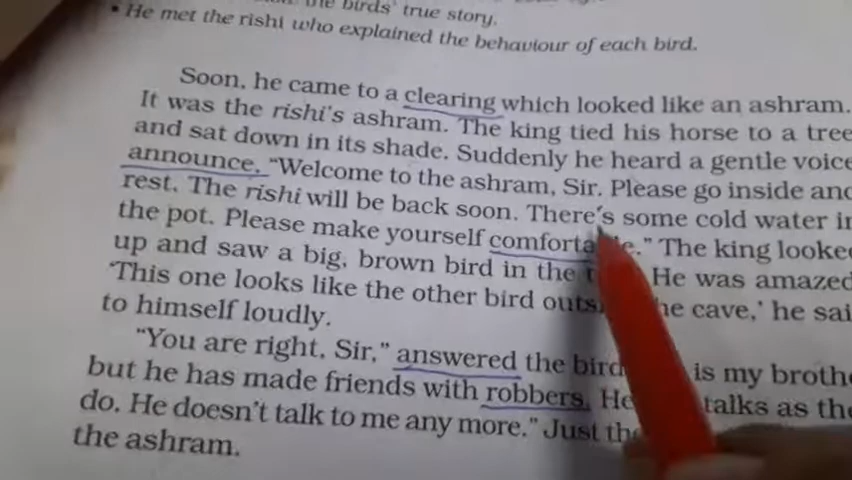 the birds' true story.
• He met the rishi who explained the behaviour of each bird.
Soon, he came to a clearing which looked like an ashram.
It was the rishi's ashram. The king tied his horse to a tree
and sat down in its shade. Suddenly he heard a gentle voice
announce, "Welcome to the ashram, Sir. Please go inside and
rest. The rishi will be back soon. There's some cold water in
the pot. Please make yourself comfortable." The king looked
up and saw a big, brown bird in the He was amazed
'This one looks like the other bird the cave,' he said
to himself loudly.
"You are right, Sir," answered the bird is my brother
but he has made friends with robbers. He talks as the
do. He doesn't talk to me any more." Just
the ashram.